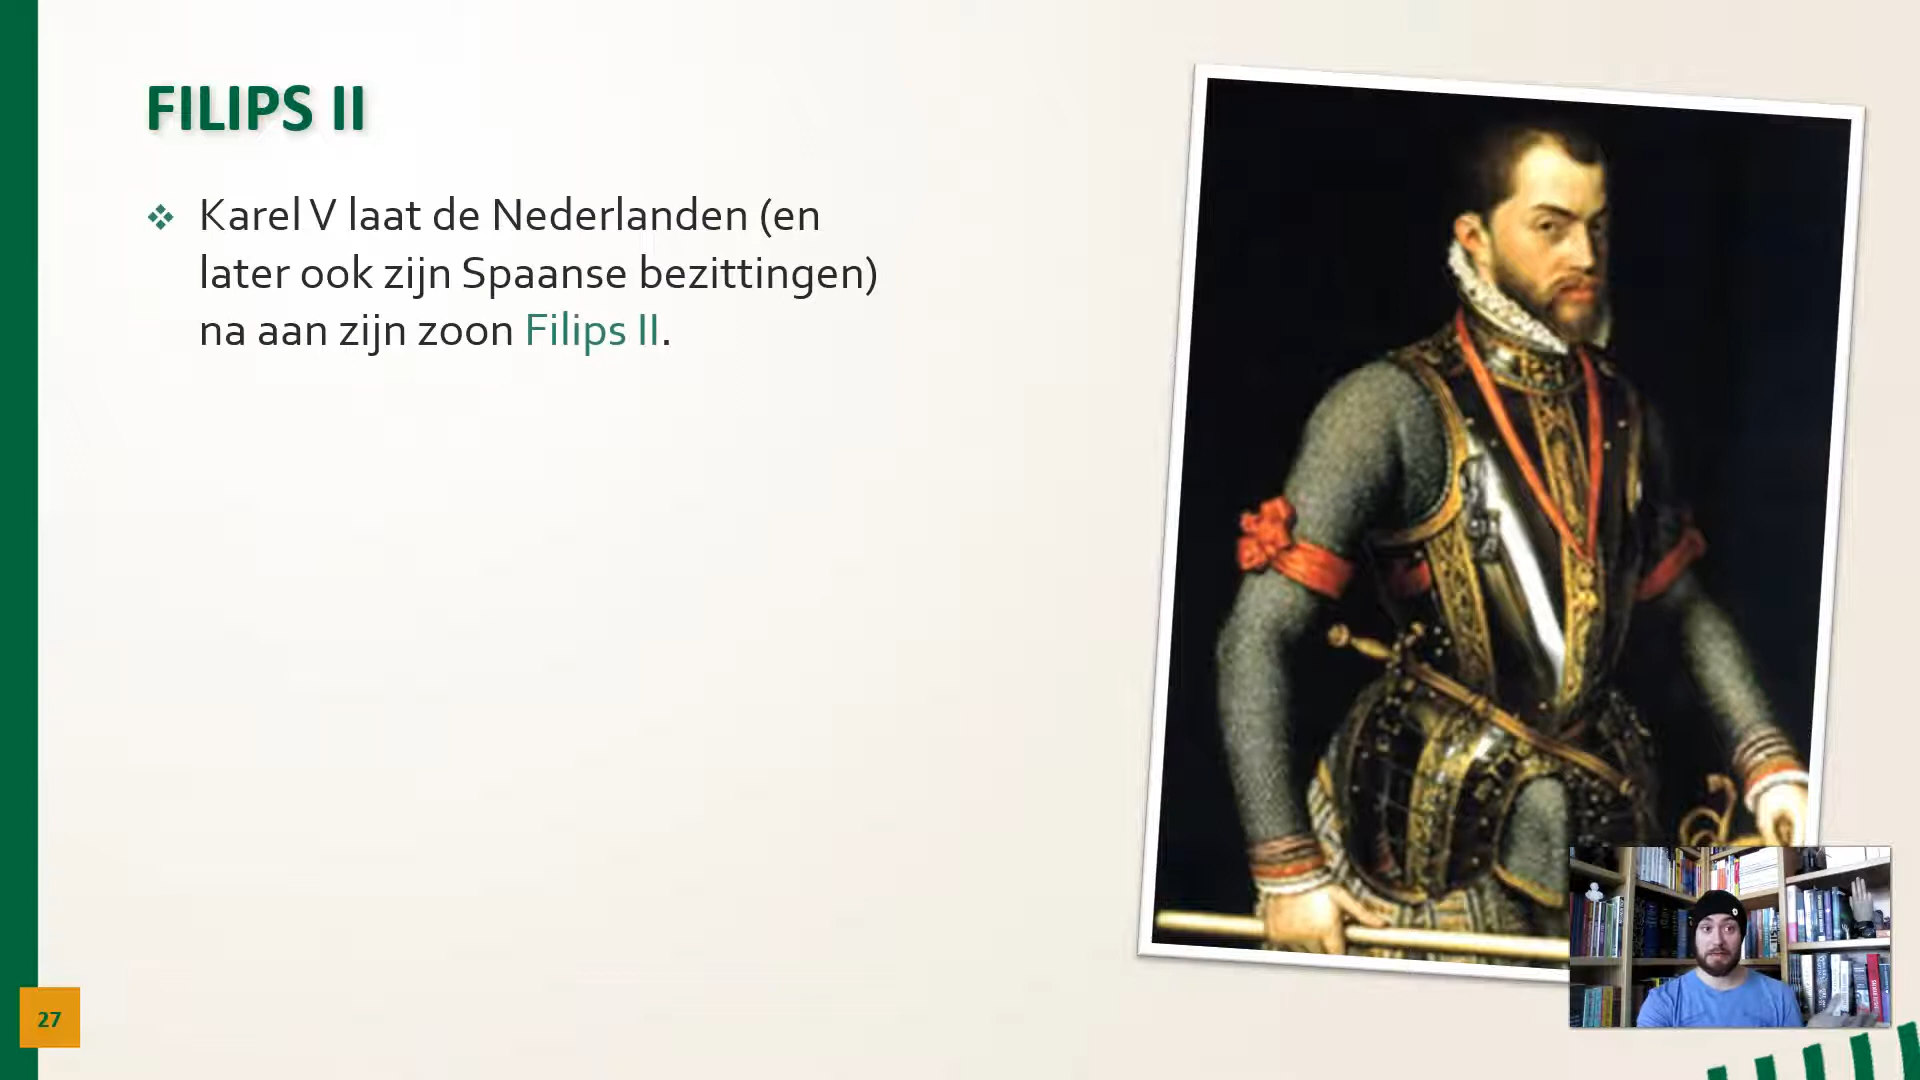 FILIPS II
Karel V laat de Nederlanden (en
later ook zijn Spaanse bezittingen)
na aan zijn zoon Filips II.
27